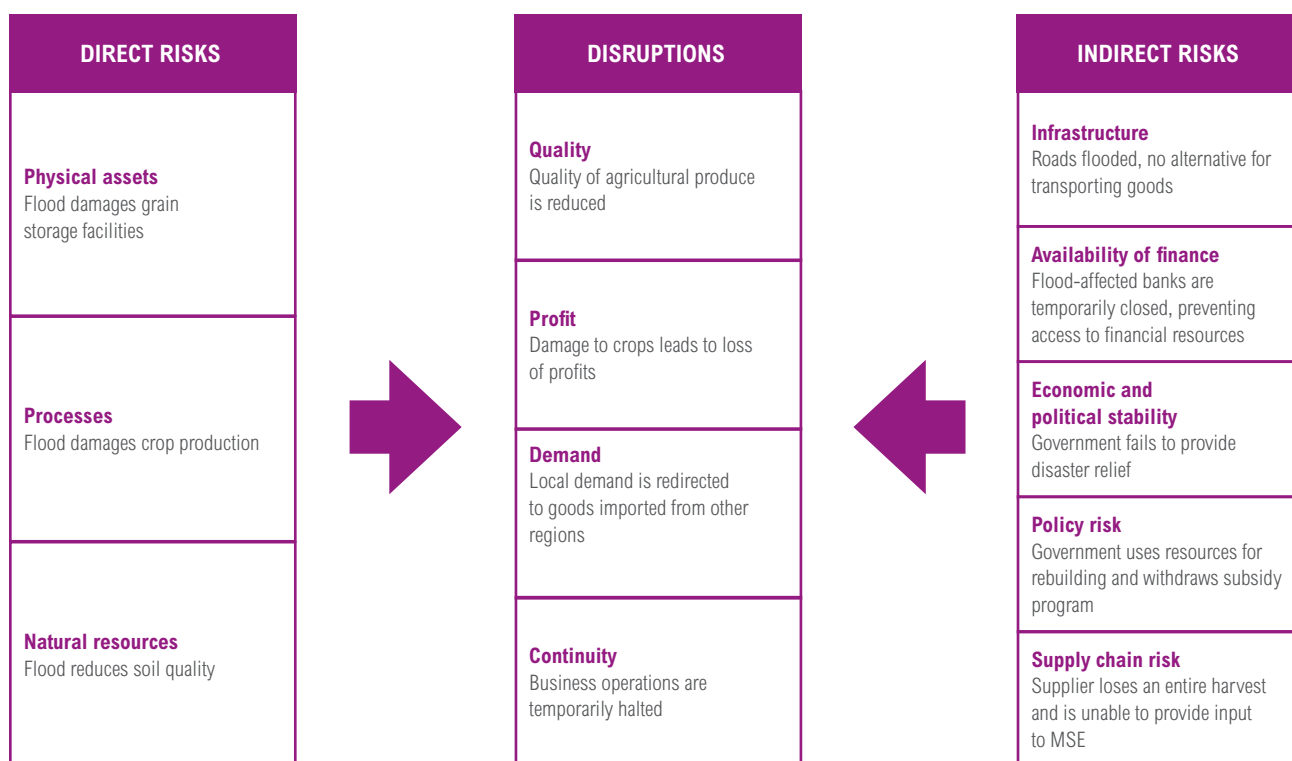 DIRECT RISKS
Physical assets
Flood damages grain
storage facilities
Processes
Flood damages crop production
Natural resources
Flood reduces soil quality
DISRUPTIONS
Quality
Quality of agricultural produce
is reduced
Profit
Damage to crops leads to loss
of profits
Demand
Local demand is redirected
to goods imported from other
regions
Continuity
Business operations are
temporarily halted
INDIRECT RISKS
Infrastructure
Roads flooded, no alternative for
transporting goods
Availability of finance
Flood-affected banks are
temporarily closed, preventing
access to financial resources
Economic and
political stability
Government fails to provide
disaster relief
Policy risk
Government uses resources for
rebuilding and withdraws subsidy
program
Supply chain risk
Supplier loses an entire harvest
and is unable to provide input
to MSE